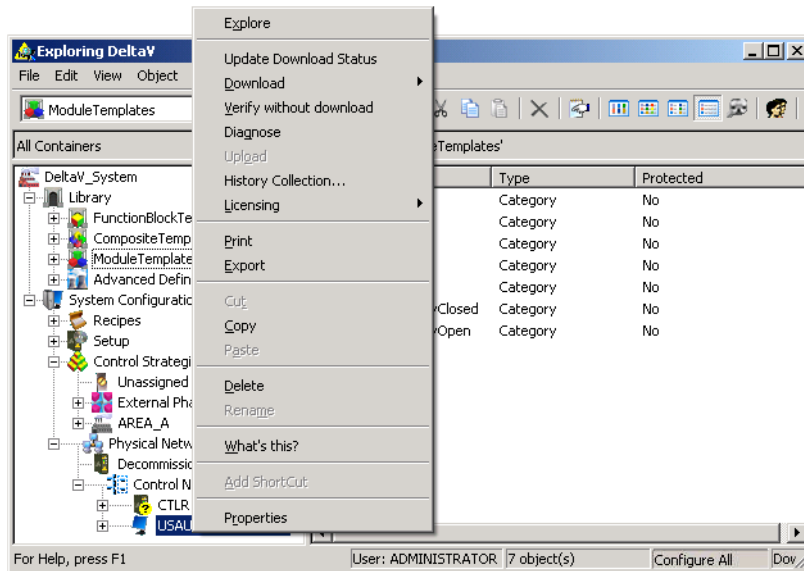 Exploring DeltaV
File Edit View Object
ModuleTemplates
All Containers
DeltaV_System
Library
FunctionBlockTe
CompositeTemp
ModuleTemplate
Advanced Defin
System Configuratio
Recipes
Setup
Control Strategi
Unassigned
External Pha
AREA_A
Physical Netw
Decommissio
Control N
CTLR
USAU
Explore
Update Download Status
Download
Verify without download
Diagnose
Upload
History Collection...
Licensing
Print
Export
Cut
Copy
Paste
Delete
Rename
What's this?
Add ShortCut
Properties
eTemplates'
Type Protected
Category No
Category No
Category No
Category No
Category No
yClosed Category No
yOpen Category No
For Help, press F1 User: ADMINISTRATOR 7 object(s) Configure All Dov